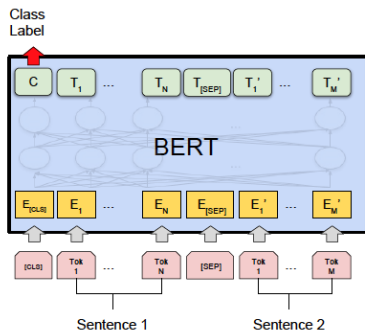 Class
Label
C T1 ... TN T[SEP] T1' ... TM'
BERT
E[CLS] E1 ... EN E[SEP] E1' ... EM'
[CLS] Tok 1 ... Tok N [SEP] Tok 1 ... Tok M
Sentence 1 Sentence 2